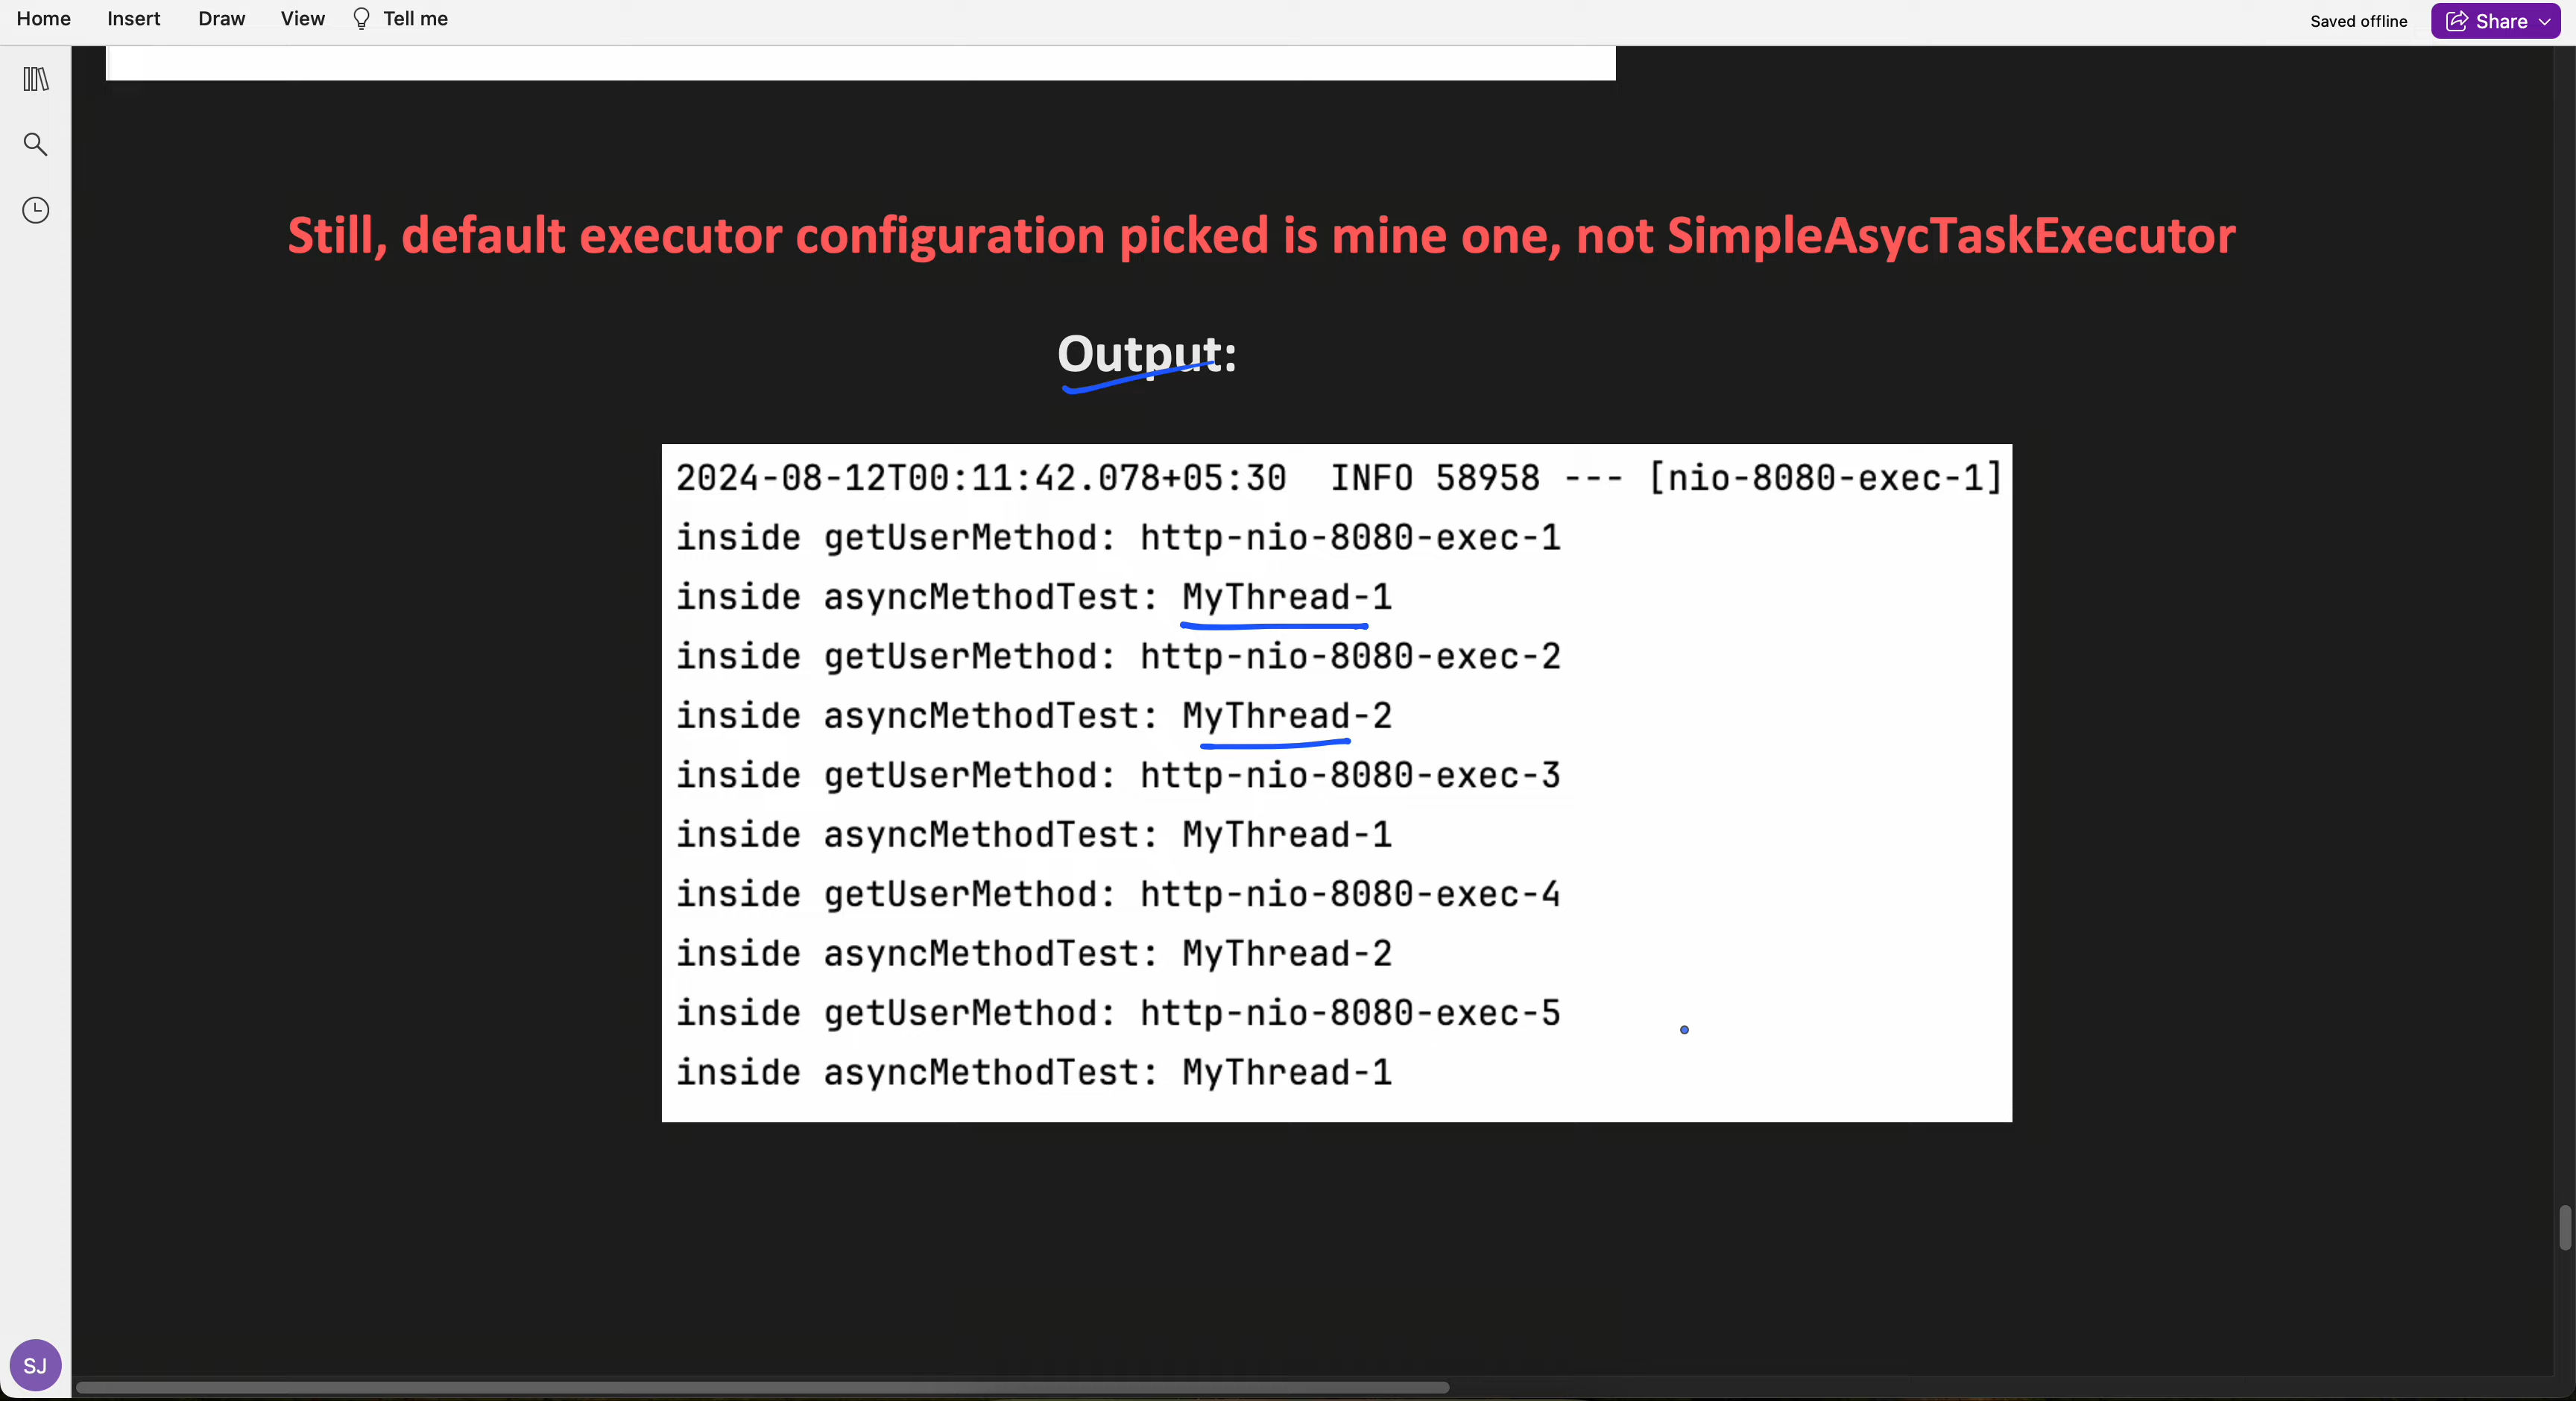 Home Insert Draw View Tell me Saved offline Share
Still, default executor configuration picked is mine one, not SimpleAsycTaskExecutor
Output:
2024-08-12T00:11:42.078+05:30  INFO 58958 --- [nio-8080-exec-1]
inside getUserMethod: http-nio-8080-exec-1
inside asyncMethodTest: MyThread-1
inside getUserMethod: http-nio-8080-exec-2
inside asyncMethodTest: MyThread-2
inside getUserMethod: http-nio-8080-exec-3
inside asyncMethodTest: MyThread-1
inside getUserMethod: http-nio-8080-exec-4
inside asyncMethodTest: MyThread-2
inside getUserMethod: http-nio-8080-exec-5
inside asyncMethodTest: MyThread-1
SJ